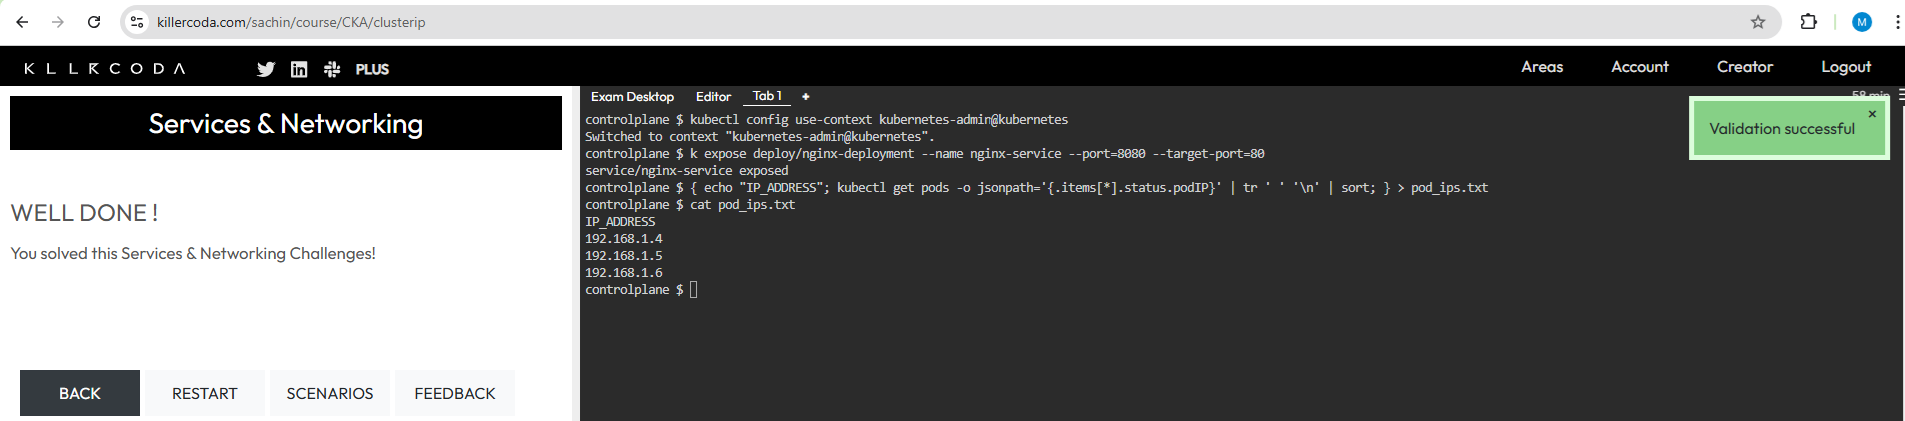 killercoda.com/sachin/course/CKA/clusterip
M
KLLRCODA
PLUS
Areas
Account
Creator
Logout
Services & Networking
WELL DONE !
You solved this Services & Networking Challenges!
BACK
RESTART
SCENARIOS
FEEDBACK
Exam Desktop
Editor
Tab 1
+
58 min
controlplane $ kubectl config use-context kubernetes-admin@kubernetes
Switched to context "kubernetes-admin@kubernetes".
controlplane $ k expose deploy/nginx-deployment --name nginx-service --port=8080 --target-port=80
service/nginx-service exposed
controlplane $ { echo "IP_ADDRESS"; kubectl get pods -o jsonpath='{.items[*].status.podIP}' | tr ' ' '\n' | sort; } > pod_ips.txt
controlplane $ cat pod_ips.txt
IP_ADDRESS
192.168.1.4
192.168.1.5
192.168.1.6
controlplane $
Validation successful
×